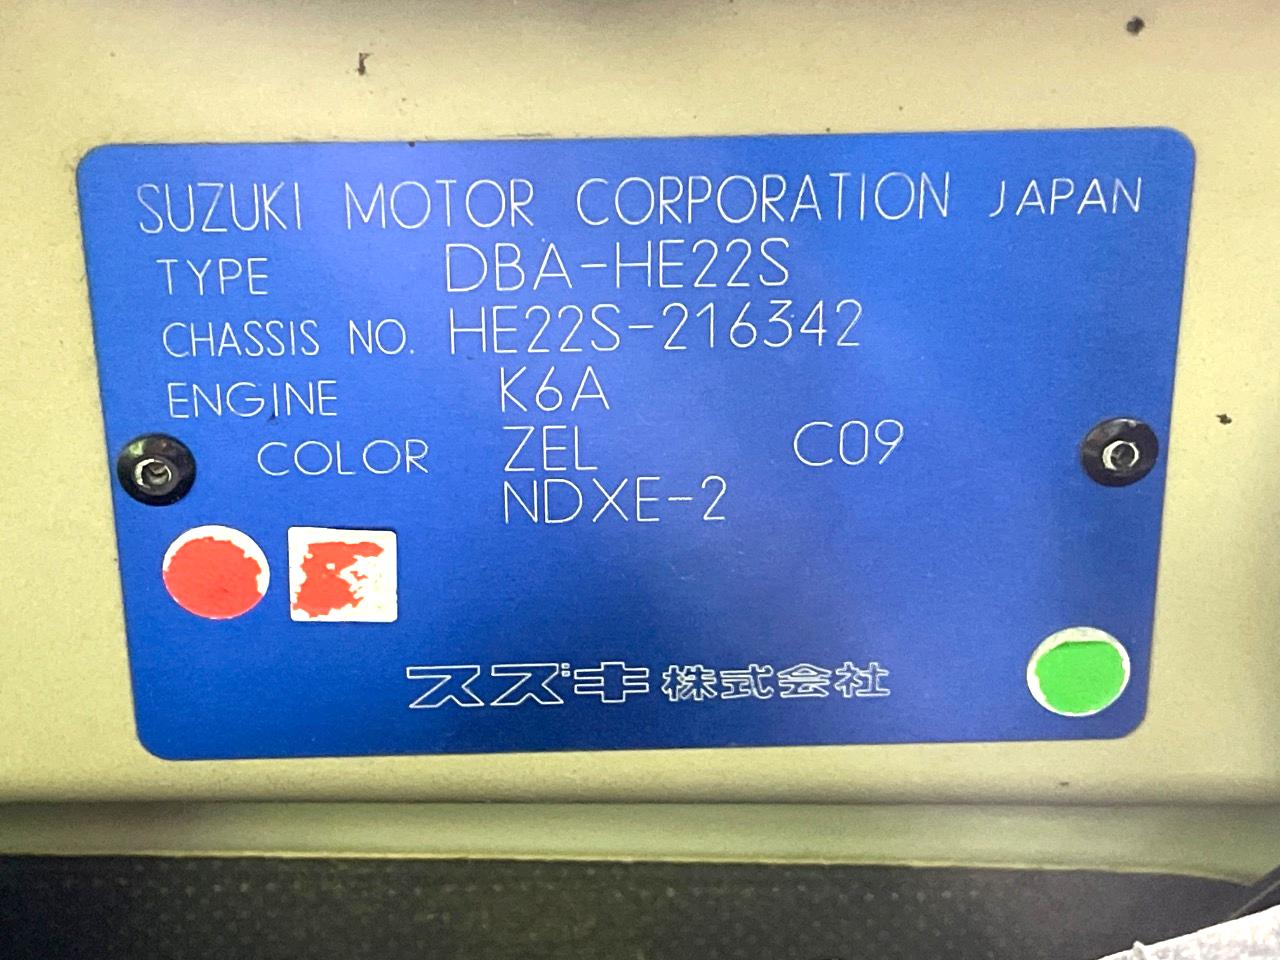 SUZUKI MOTOR CORPORATION JAPAN
TYPE DBA-HE22S
CHASSIS NO. HE22S-216342
ENGINE K6A
COLOR ZEL C09
NDXE-2
スズキ株式会社